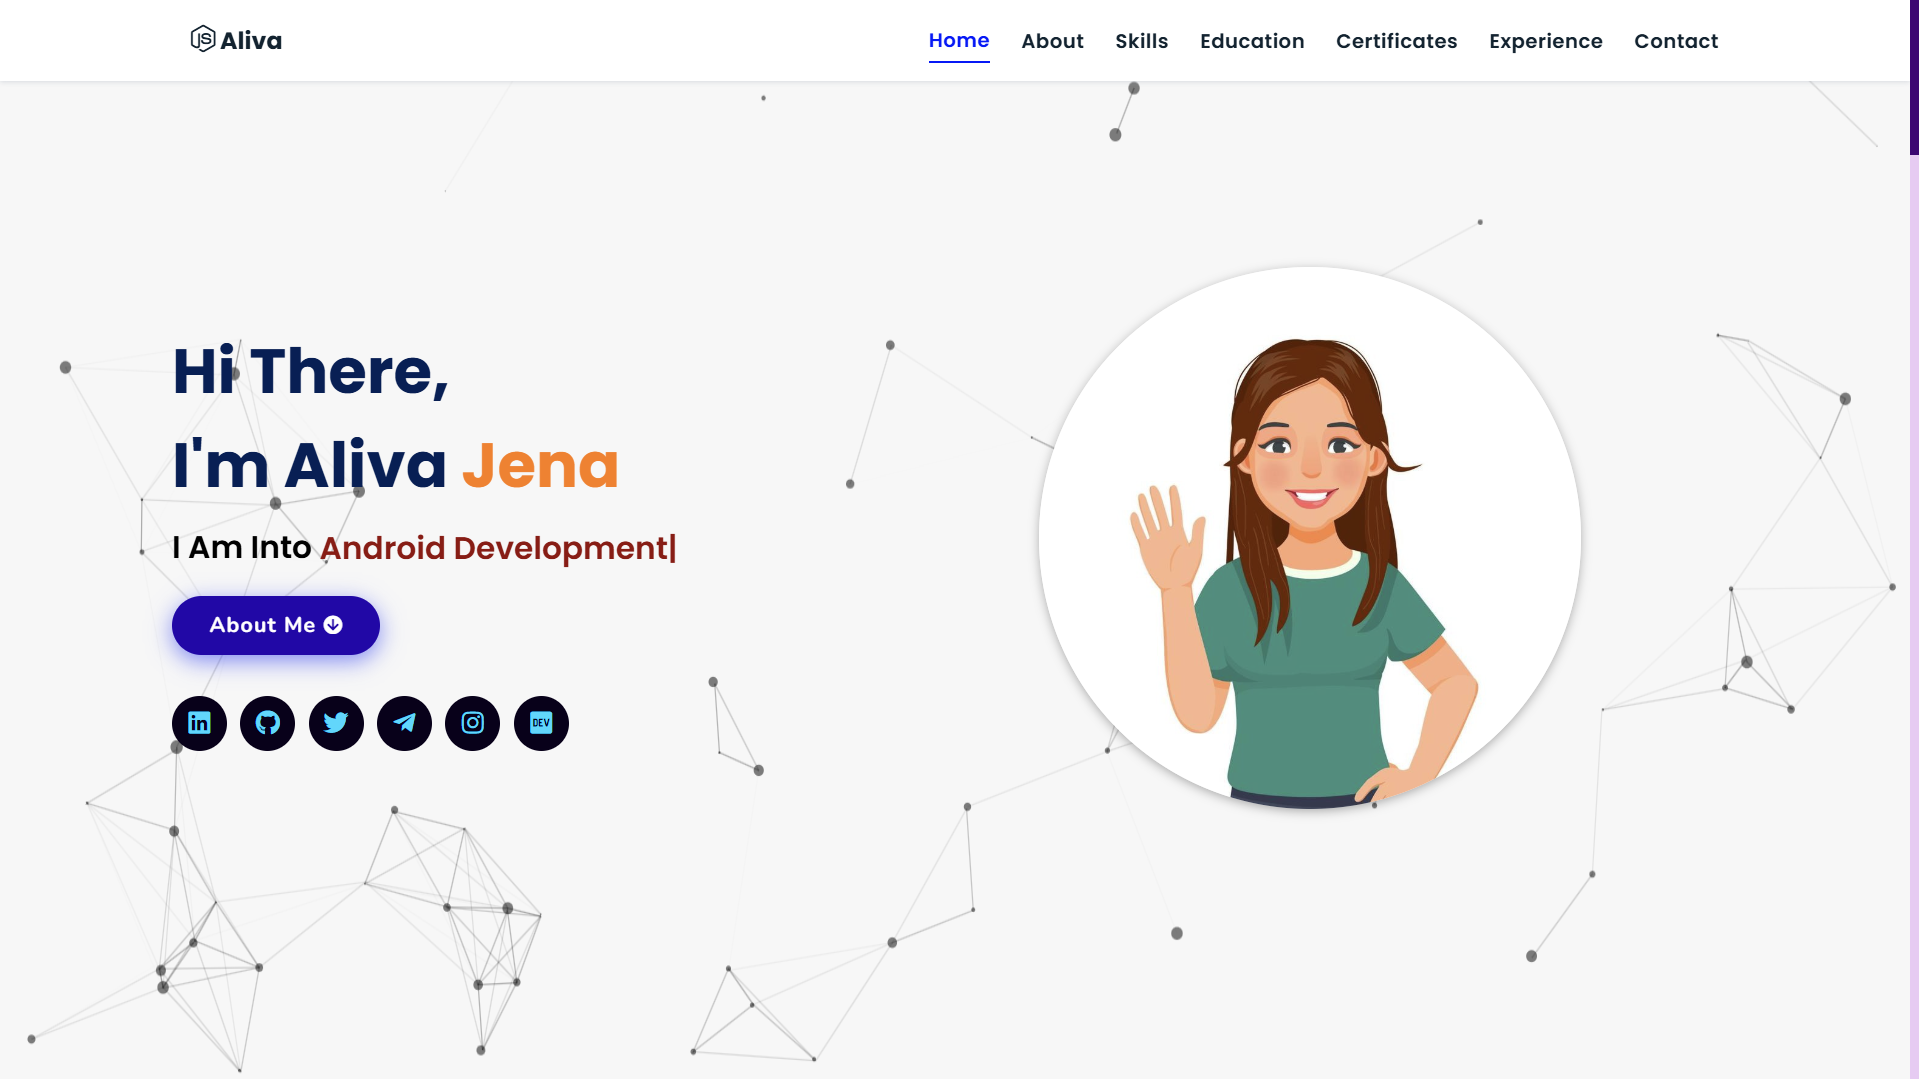 JS Aliva
Home About Skills Education Certificates Experience Contact
Hi There,
I'm Aliva Jena
I Am Into Android Development|
About Me
in
DEV